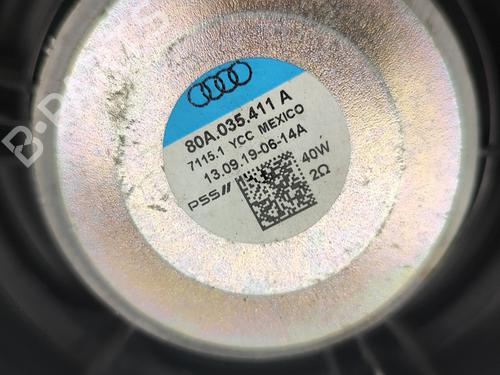 80A.035.411 A
7115.1 YCC MEXICO
13.09.19-06-14A
PSS 40W
2Ω